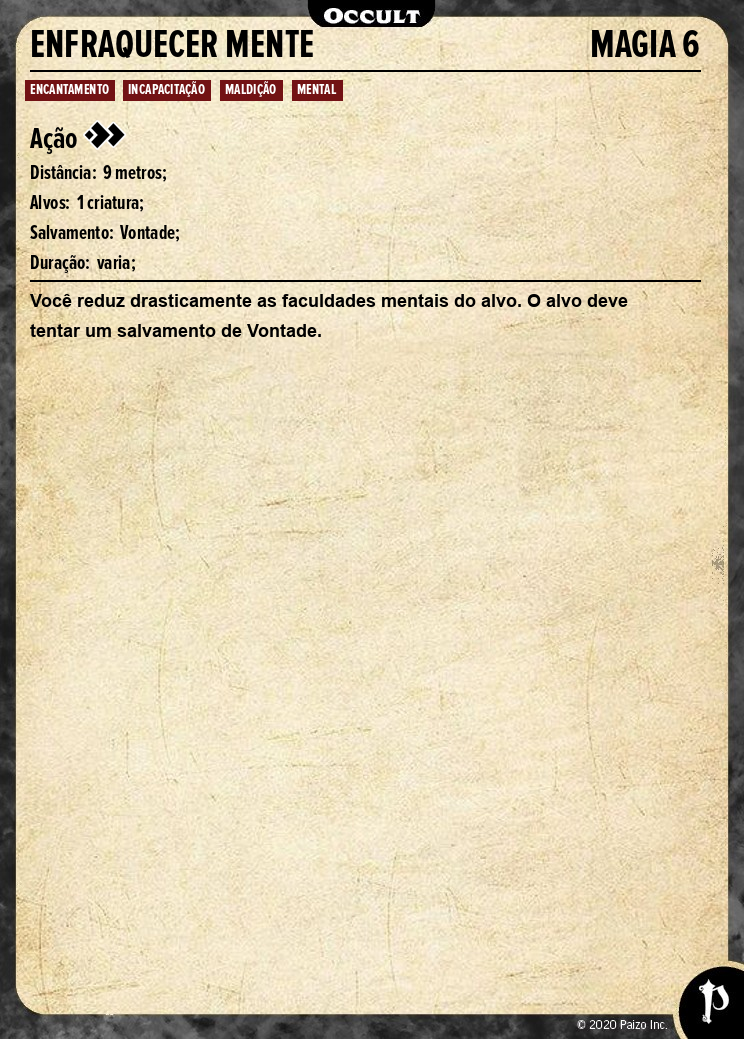 OCCULT
ENFRAQUECER MENTE MAGIA 6
ENCANTAMENTO INCAPACITAÇÃO MALDIÇÃO MENTAL
Ação
Distância: 9 metros;
Alvos: 1 criatura;
Salvamento: Vontade;
Duração: varia;
Você reduz drasticamente as faculdades mentais do alvo. O alvo deve
tentar um salvamento de Vontade.
© 2020 Paizo Inc.
P